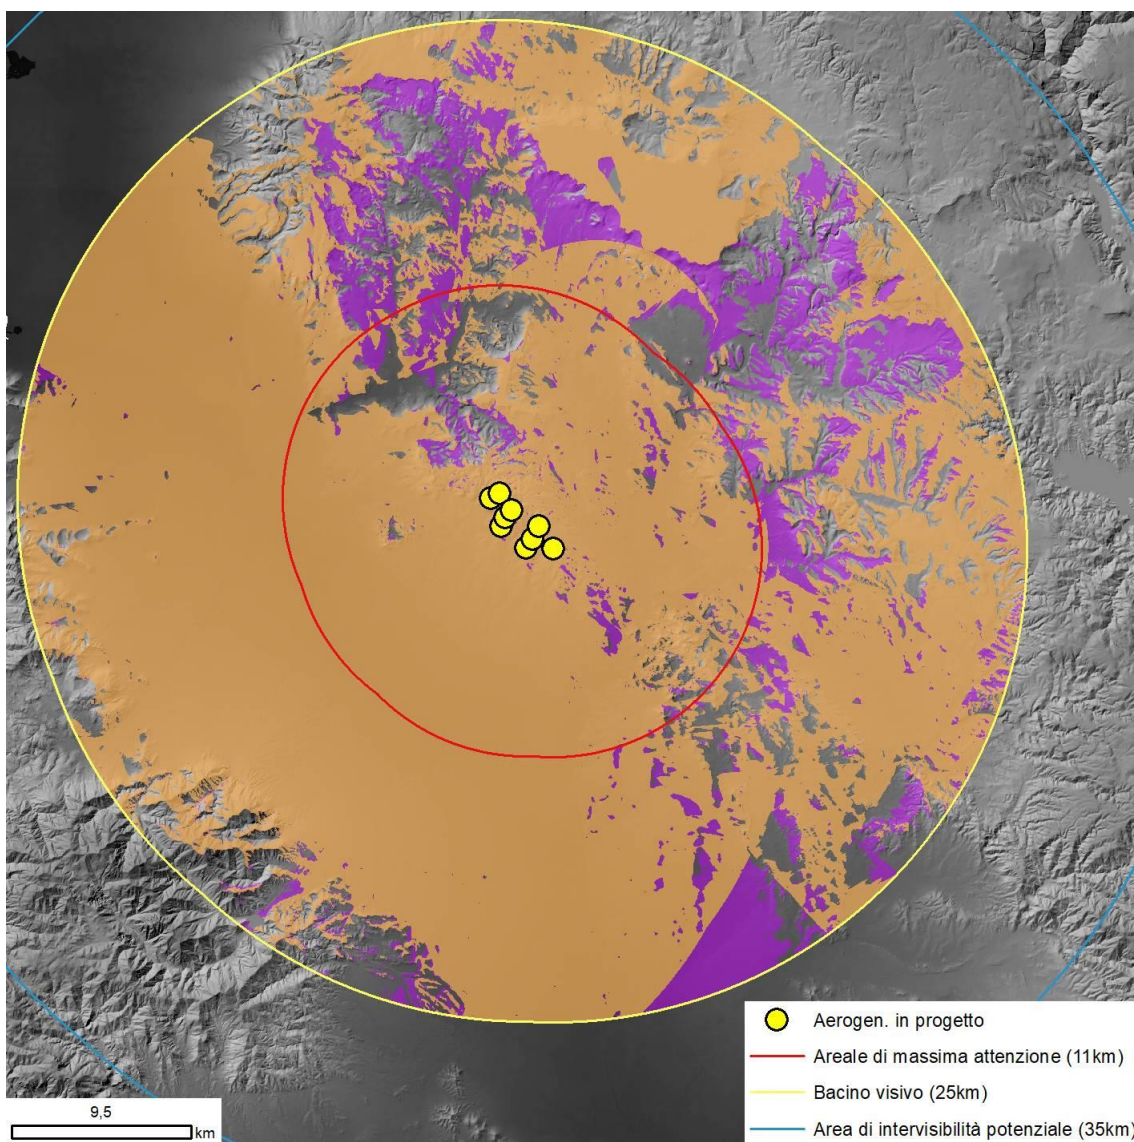 Aerogen. in progetto
Areale di massima attenzione (11km)
Bacino visivo (25km)
Area di intervisibilità potenziale (35km)
9,5
km